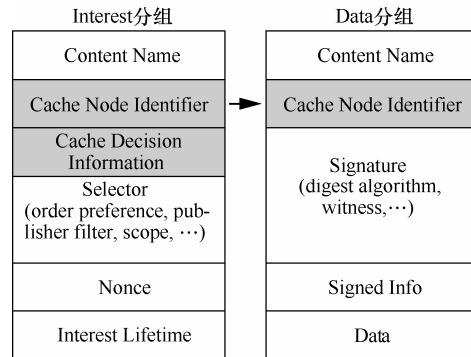 Interest分组
Content Name
Cache Node Identifier
Cache Decision
Information
Selector
(order preference, pub-
lisher filter, scope, ⋯)
Nonce
Interest Lifetime
Data分组
Content Name
Cache Node Identifier
Signature
(digest algorithm,
witness,⋯)
Signed Info
Data